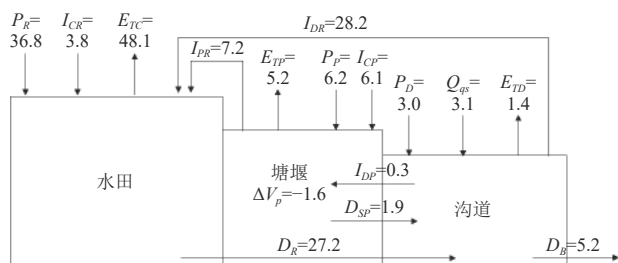 P_R=
36.8
I_CR=
3.8
E_TC=
48.1
I_DR=28.2
I_PR=7.2
E_TP=
5.2
P_P=
6.2
I_CP=
6.1
P_D=
3.0
Q_qs=
3.1
E_TD=
1.4
水田
塘堰
ΔV_p=−1.6
沟道
I_DP=0.3
D_SP=1.9
D_R=27.2
D_B=5.2